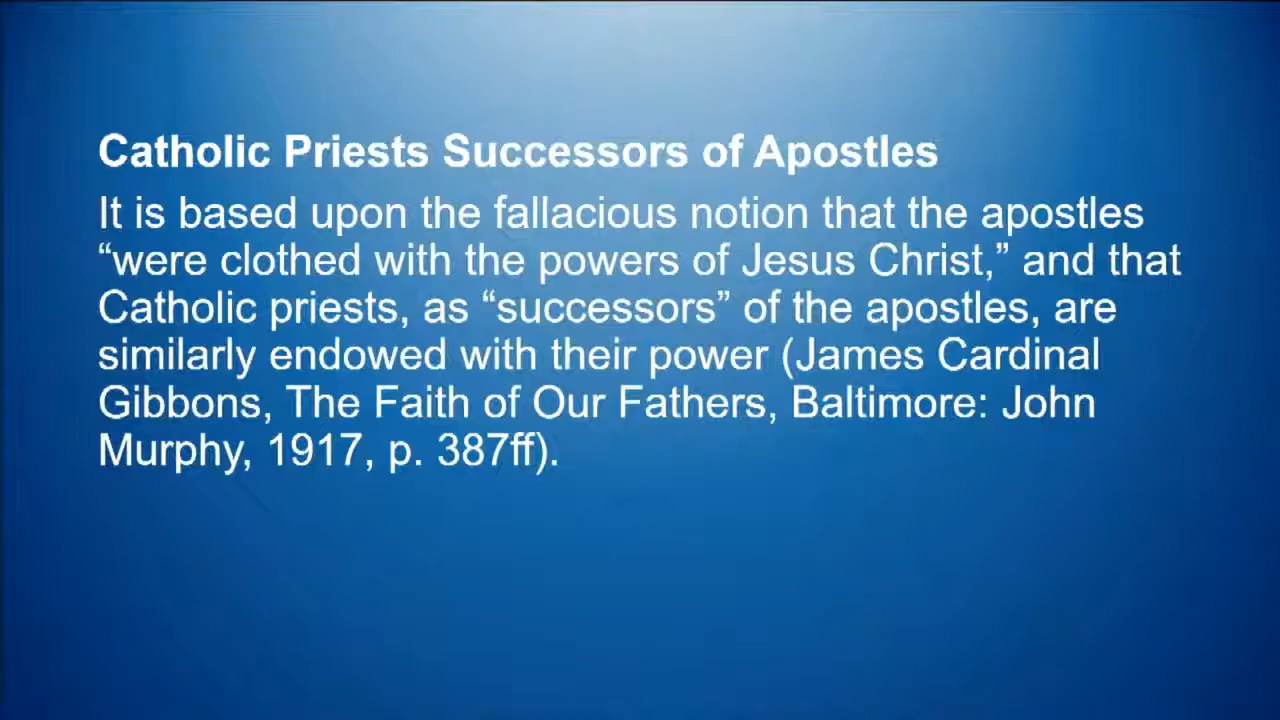 Catholic Priests Successors of Apostles
It is based upon the fallacious notion that the apostles
“were clothed with the powers of Jesus Christ,” and that
Catholic priests, as “successors” of the apostles, are
similarly endowed with their power (James Cardinal
Gibbons, The Faith of Our Fathers, Baltimore: John
Murphy, 1917, p. 387ff).